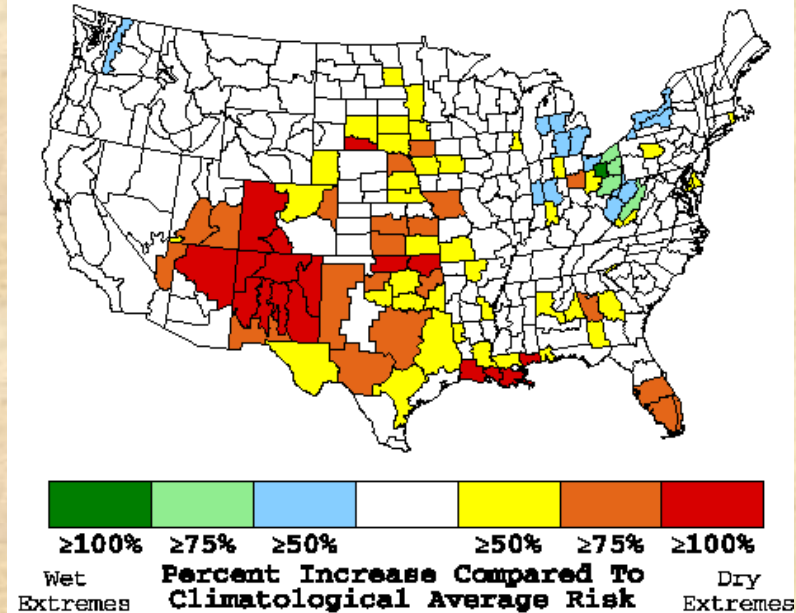 ≥100% ≥75% ≥50% ≥50% ≥75% ≥100%
Wet Extremes Percent Increase Compared To Climatological Average Risk Dry Extremes